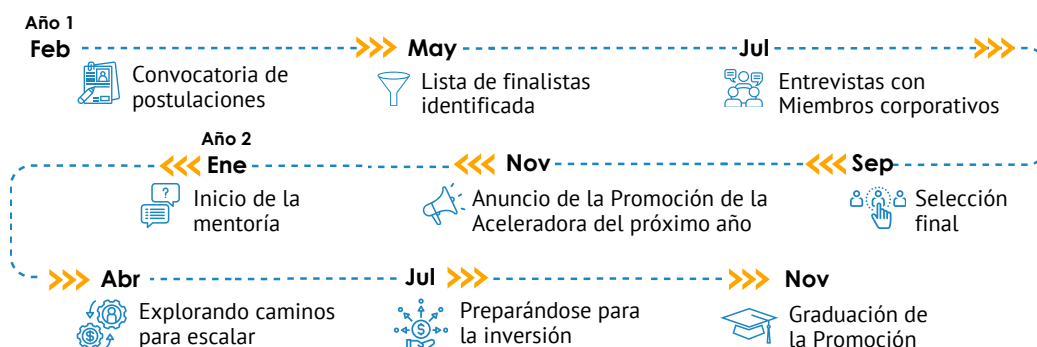 Año 1
Feb
May
Jul
Convocatoria de
postulaciones
Lista de finalistas
identificada
Entrevistas con
Miembros corporativos
Sep
Nov
Año 2
Ene
Selección
final
Anuncio de la Promoción de la
Aceleradora del próximo año
Inicio de la
mentoría
Abr
Jul
Nov
Explorando caminos
para escalar
Preparándose para
la inversión
Graduación de
la Promoción